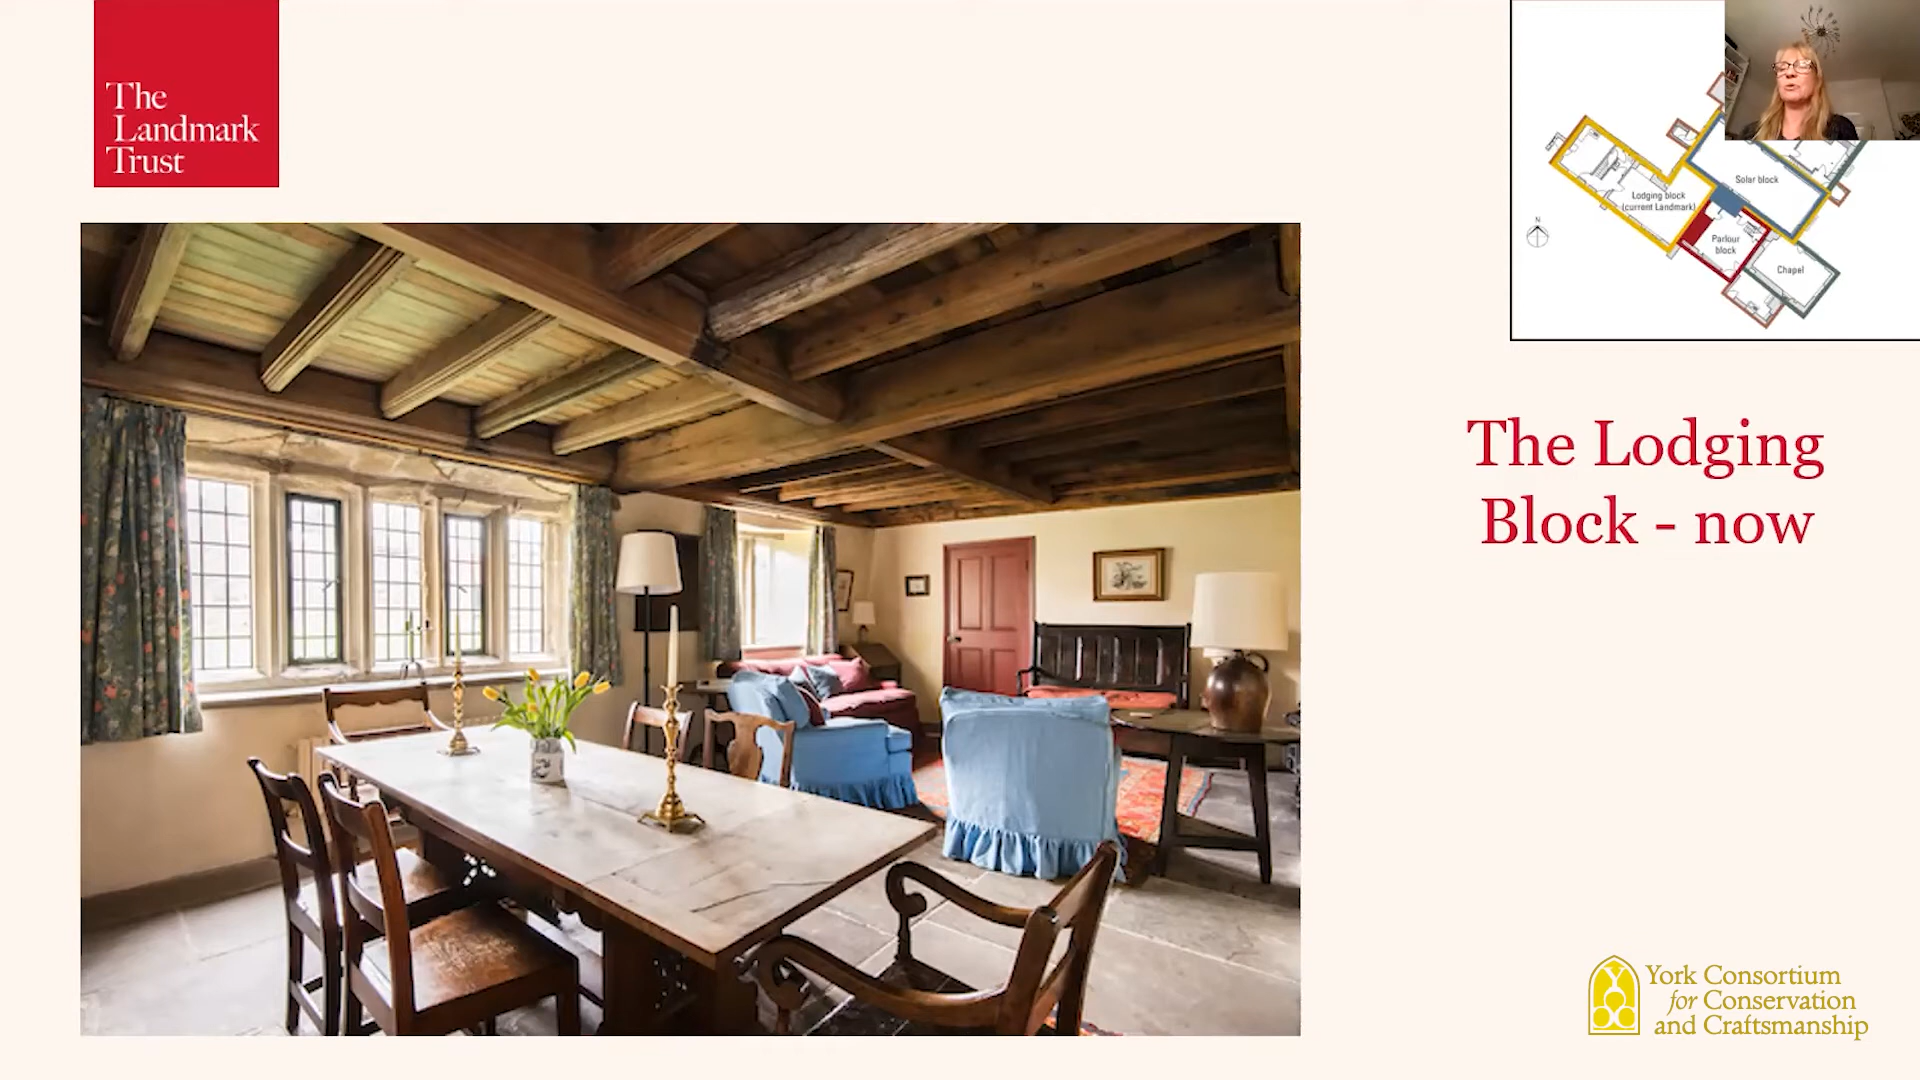 The
Landmark
Trust
Solar block
Lodging block
(current Landmark)
Parlour
block
Chapel
N
The Lodging
Block - now
York Consortium
for Conservation
and Craftsmanship